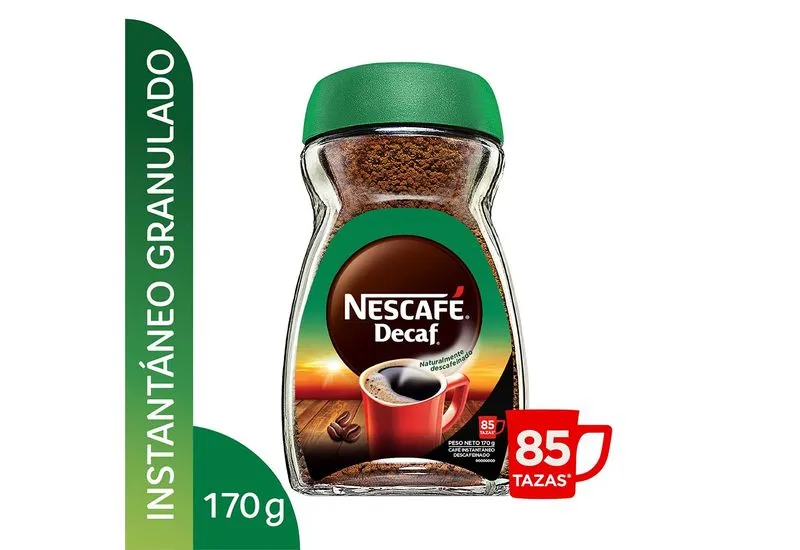 INSTANTÁNEO GRANULADO
170 g
NESCAFÉ®
Decaf®
Naturalmente
descafeinado
85
TAZAS*
PESO NETO 170 g
CAFÉ INSTANTÁNEO
DESCAFEINADO
85
TAZAS*